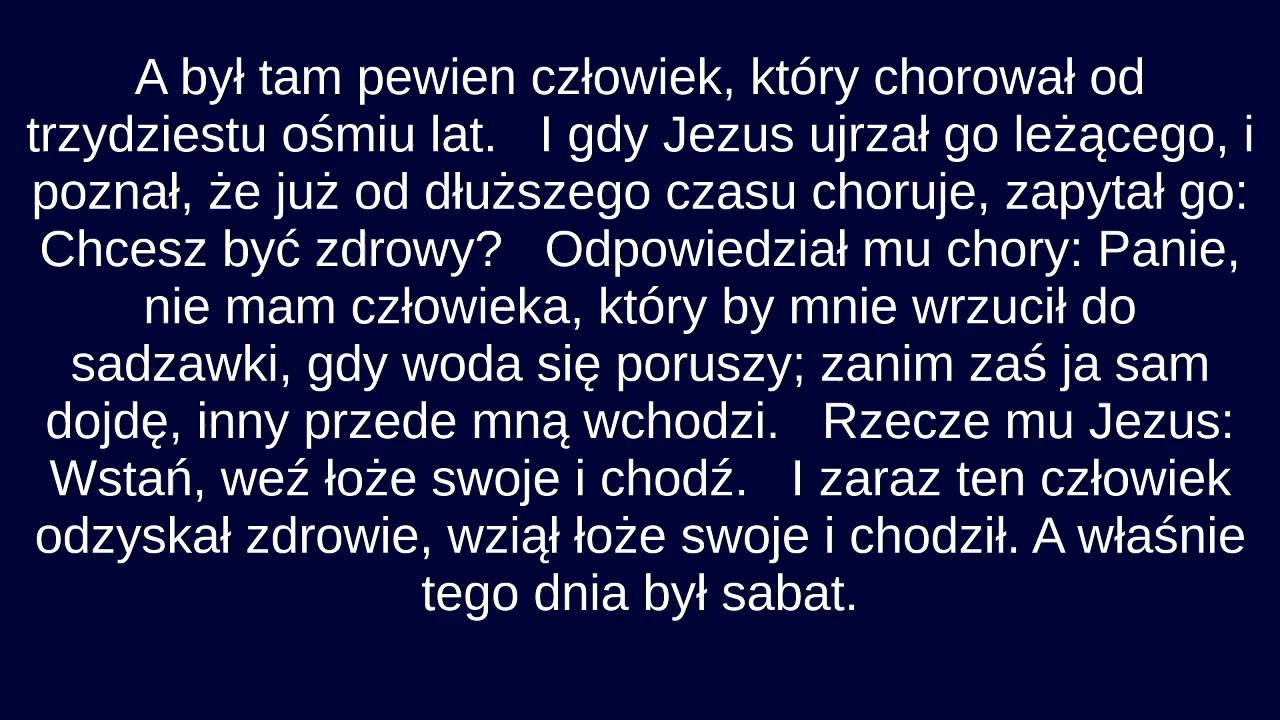 A był tam pewien człowiek, który chorował od
trzydziestu ośmiu lat.   I gdy Jezus ujrzał go leżącego, i
poznał, że już od dłuższego czasu choruje, zapytał go:
Chcesz być zdrowy?   Odpowiedział mu chory: Panie,
nie mam człowieka, który by mnie wrzucił do
sadzawki, gdy woda się poruszy; zanim zaś ja sam
dojdę, inny przede mną wchodzi.   Rzecze mu Jezus:
Wstań, weź łoże swoje i chodź.   I zaraz ten człowiek
odzyskał zdrowie, wziął łoże swoje i chodził. A właśnie
tego dnia był sabat.